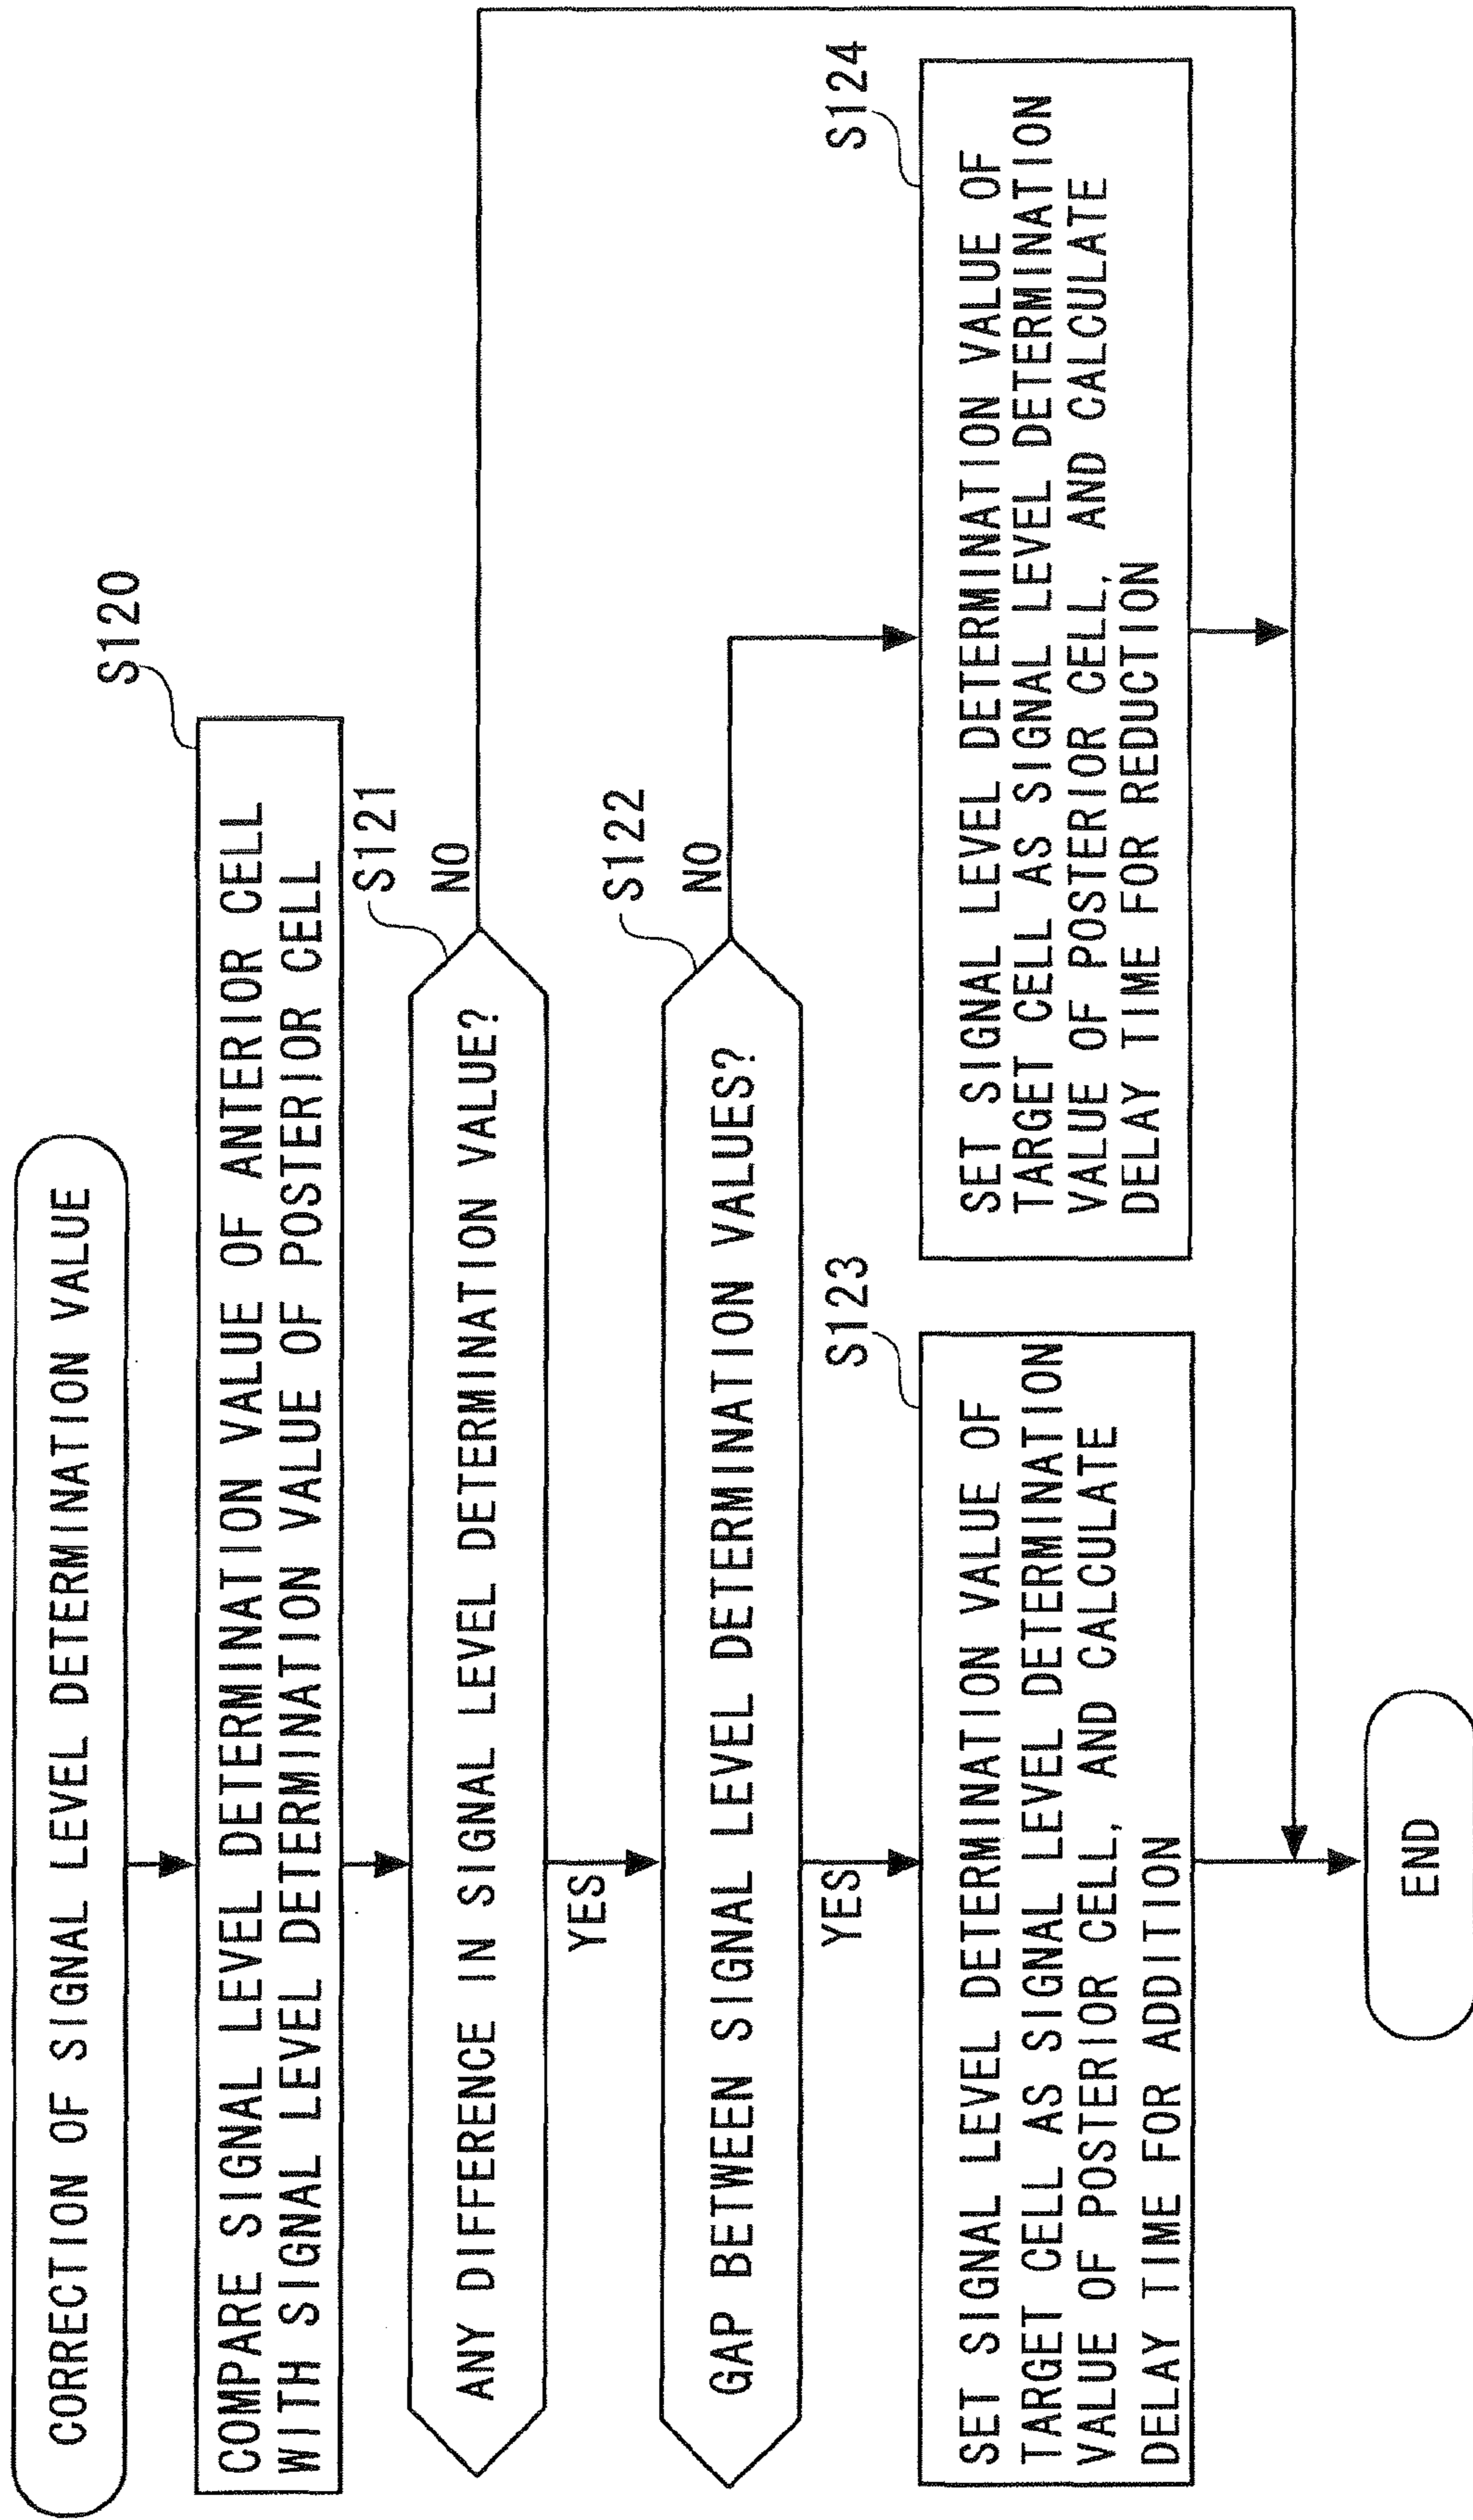 CORRECTION OF SIGNAL LEVEL DETERMINATION VALUE
S120
COMPARE SIGNAL LEVEL DETERMINATION VALUE OF ANTERIOR CELL
WITH SIGNAL LEVEL DETERMINATION VALUE OF POSTERIOR CELL
S121
ANY DIFFERENCE IN SIGNAL LEVEL DETERMINATION VALUE?
NO
YES
S122
GAP BETWEEN SIGNAL LEVEL DETERMINATION VALUES?
NO
YES
S123
SET SIGNAL LEVEL DETERMINATION VALUE OF
TARGET CELL AS SIGNAL LEVEL DETERMINATION
VALUE OF POSTERIOR CELL, AND CALCULATE
DELAY TIME FOR ADDITION
S124
SET SIGNAL LEVEL DETERMINATION VALUE OF
TARGET CELL AS SIGNAL LEVEL DETERMINATION
VALUE OF POSTERIOR CELL, AND CALCULATE
DELAY TIME FOR REDUCTION
END